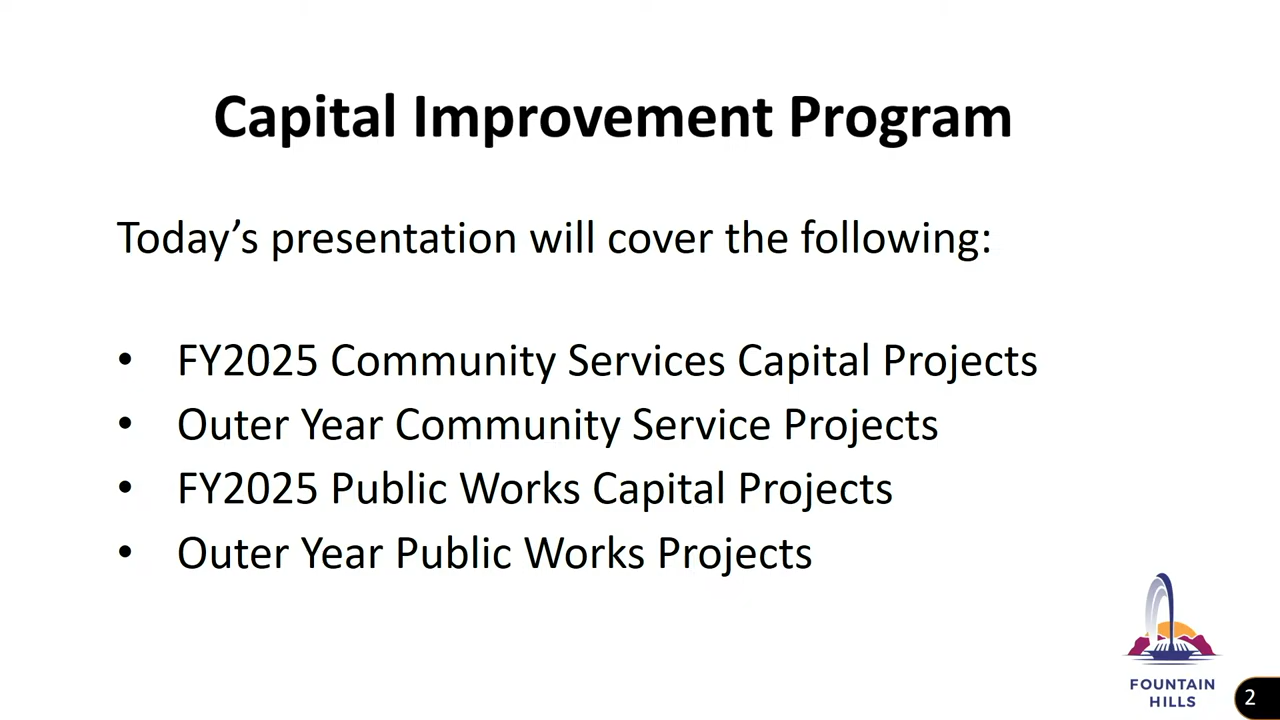 Capital Improvement Program
Today’s presentation will cover the following:
• FY2025 Community Services Capital Projects
• Outer Year Community Service Projects
• FY2025 Public Works Capital Projects
• Outer Year Public Works Projects
FOUNTAIN
HILLS
2